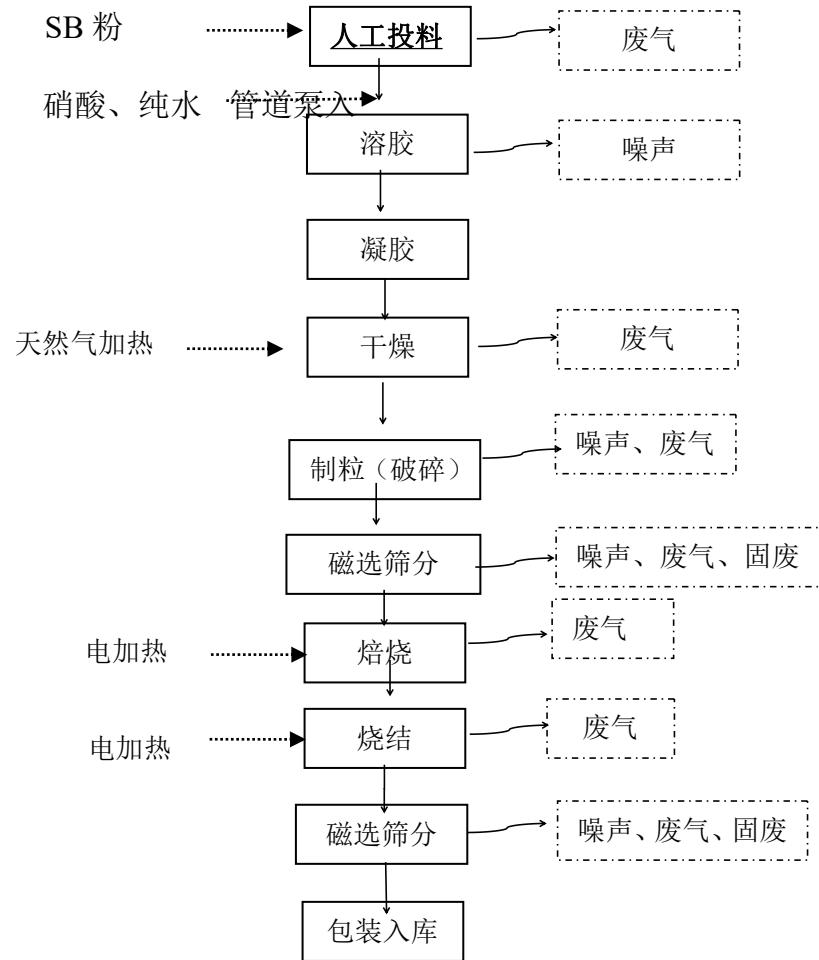 SB 粉
人工投料
废气
硝酸、纯水 管道泵入
溶胶
噪声
凝胶
天然气加热
干燥
废气
制粒（破碎）
噪声、废气
磁选筛分
噪声、废气、固废
电加热
焙烧
废气
电加热
烧结
废气
磁选筛分
噪声、废气、固废
包装入库